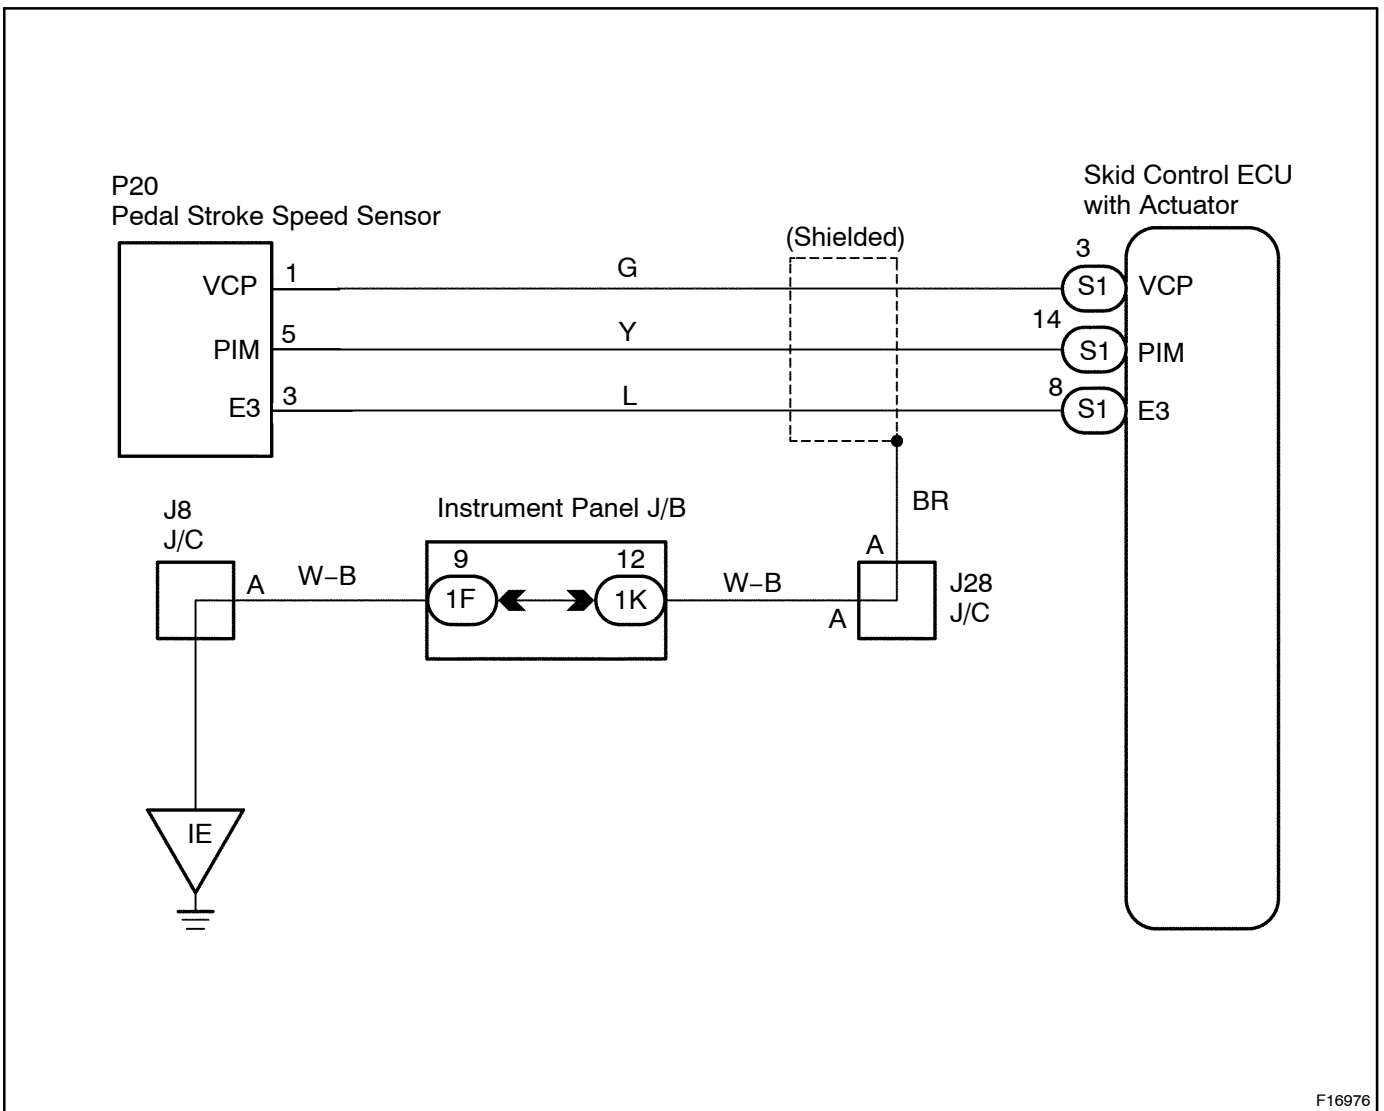 P20
Pedal Stroke Speed Sensor
Skid Control ECU
with Actuator
(Shielded)
VCP
1
G
3
S1
VCP
PIM
5
Y
14
S1
PIM
E3
3
L
8
S1
E3
J8
J/C
Instrument Panel J/B
BR
A
W–B
9
1F
12
1K
W–B
A
A
J28
J/C
IE
F16976